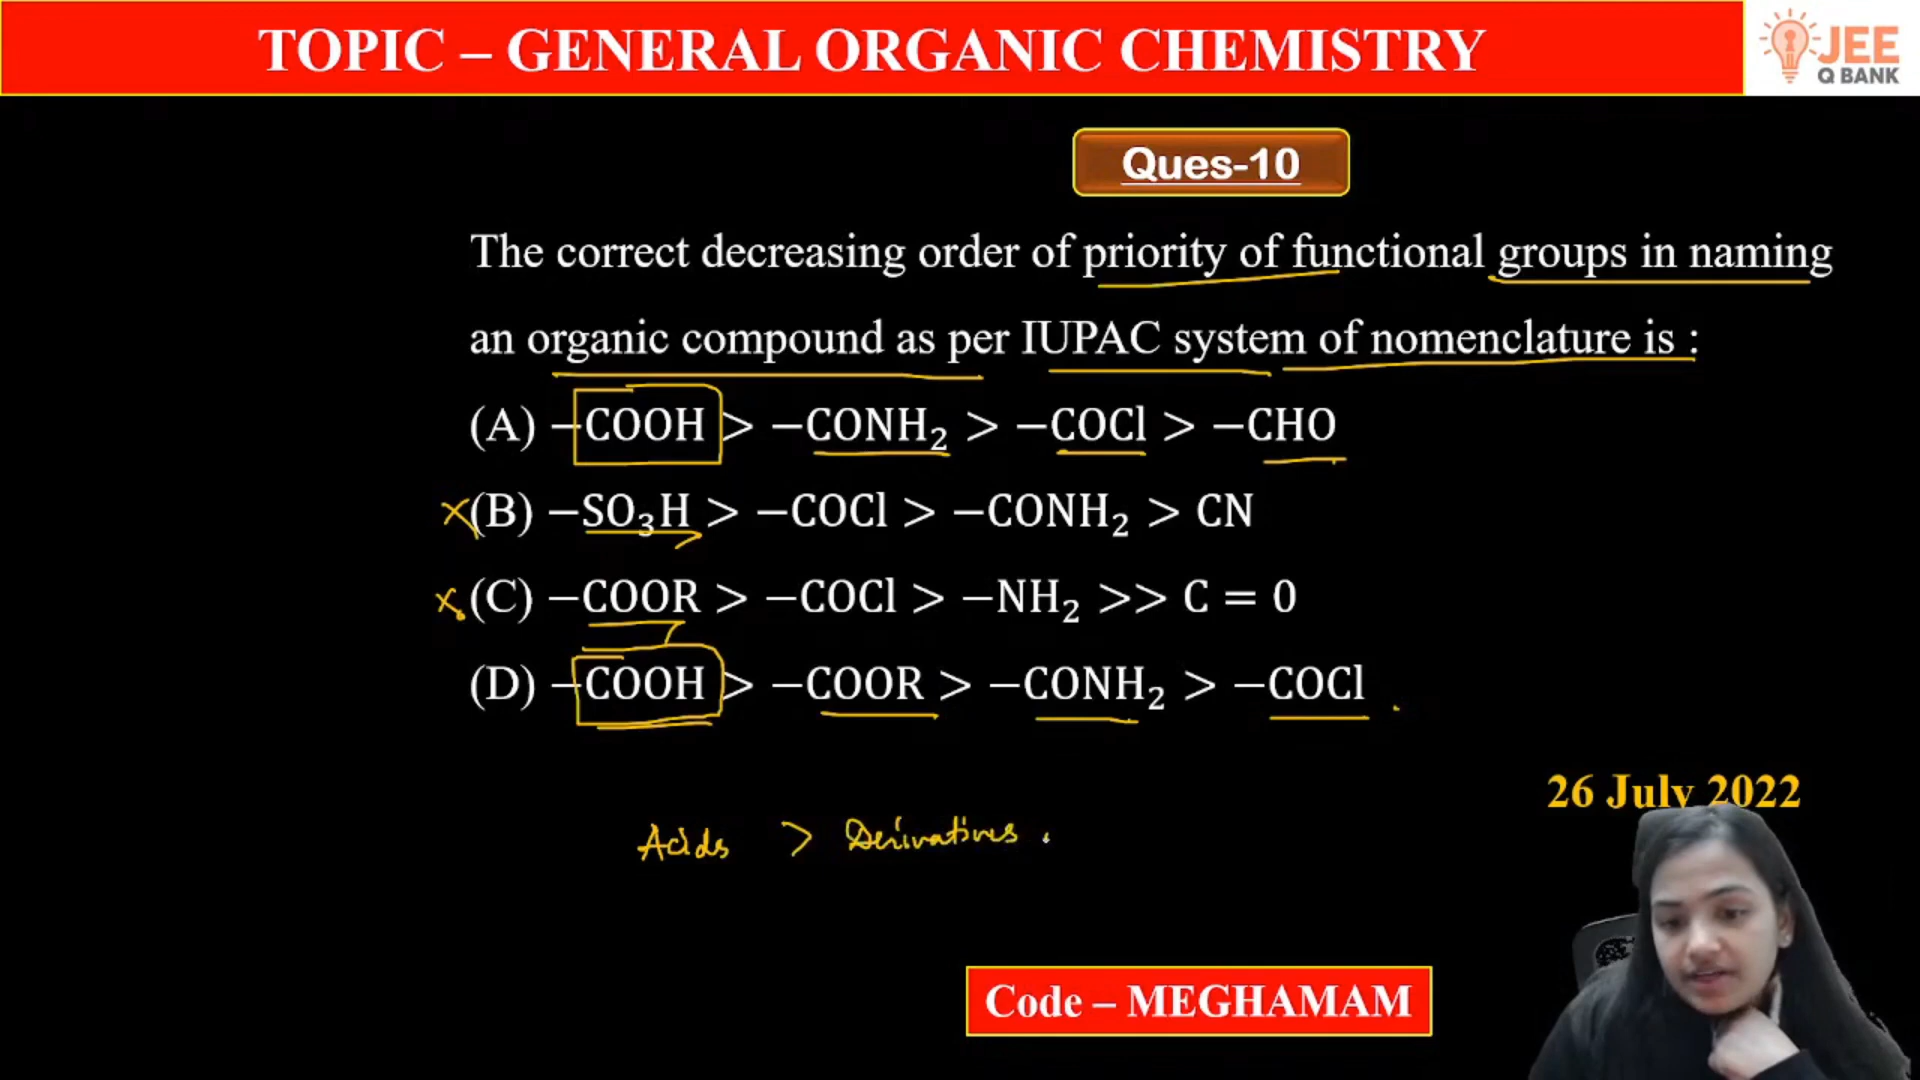 TOPIC – GENERAL ORGANIC CHEMISTRY
JEE
Q BANK
Ques-10
The correct decreasing order of priority of functional groups in naming
an organic compound as per IUPAC system of nomenclature is :
(A) −COOH > −CONH₂ > −COCl > −CHO
x(B) −SO₃H > −COCl > −CONH₂ > CN
x(C) −COOR > −COCl > −NH₂ >> C = 0
(D) −COOH > −COOR > −CONH₂ > −COCl .
26 July 2022
Acids > Derivatives .
Code – MEGHAMAM